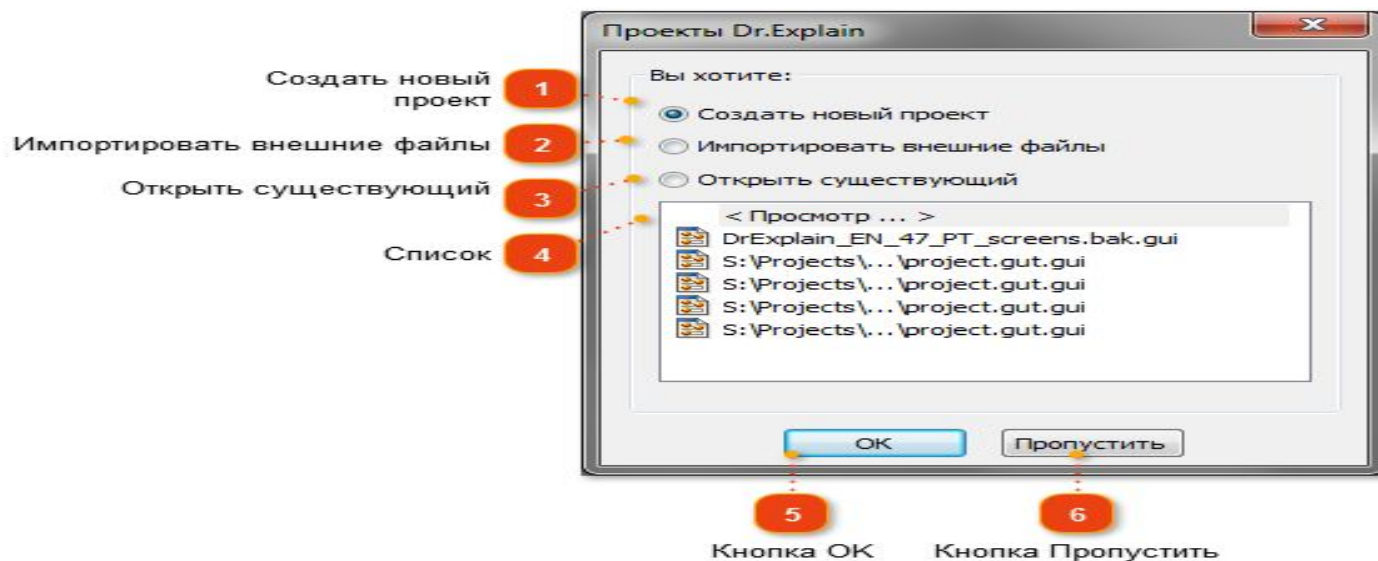 Проекты Dr.Explain
Вы хотите:
Создать новый
проект
1
Создать новый проект
Импортировать внешние файлы
2
Импортировать внешние файлы
Открыть существующий
3
Открыть существующий
Список
4
< Просмотр ... >
DrExplain_EN_47_PT_screens.bak.gui
S:\Projects\...\project.gut.gui
S:\Projects\...\project.gut.gui
S:\Projects\...\project.gut.gui
S:\Projects\...\project.gut.gui
OK
Пропустить
5
6
Кнопка OK
Кнопка Пропустить